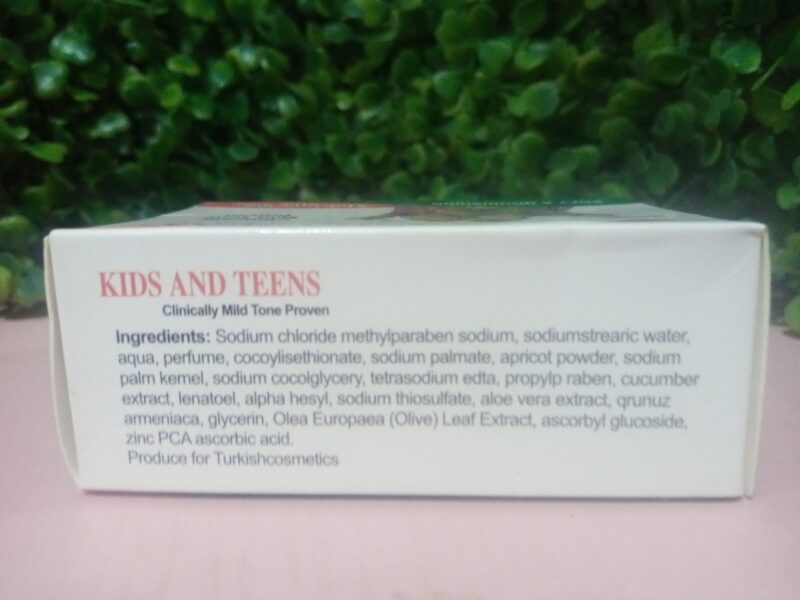 KIDS AND TEENS
Clinically Mild Tone Proven
Ingredients: Sodium chloride methylparaben sodium, sodiumstrearic water,
aqua, perfume, cocoylisethionate, sodium palmate, apricot powder, sodium
palm kemel, sodium cocolglycery, tetrasodium edta, propylp raben, cucumber
extract, lenatoel, alpha hesyl, sodium thiosulfate, aloe vera extract, qrunuz
armeniaca, glycerin, Olea Europaea (Olive) Leaf Extract, ascorbyl glucoside,
zinc PCA ascorbic acid.
Produce for Turkishcosmetics